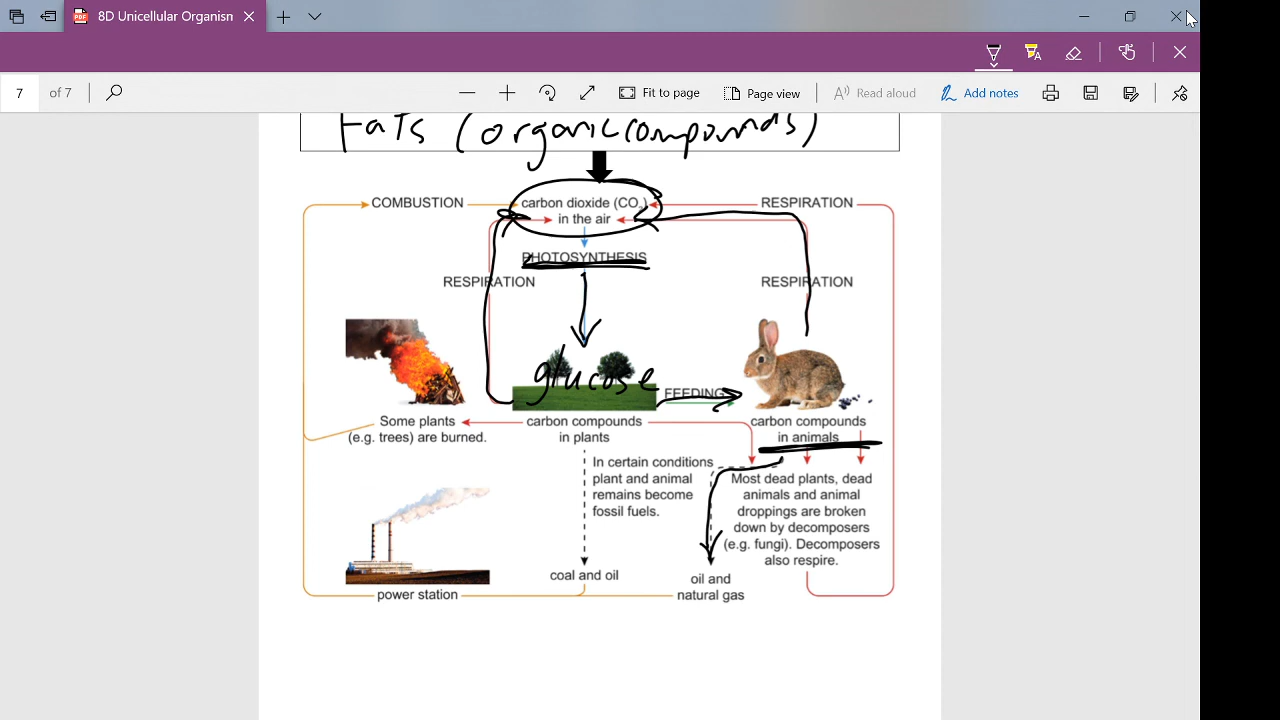 PDF 8D Unicellular Organisn
7 of 7
Fit to page
Page view
Read aloud
Add notes
Fats (organic compounds)
COMBUSTION
carbon dioxide (CO₂)
in the air
RESPIRATION
PHOTOSYNTHESIS
RESPIRATION
RESPIRATION
glucose
FEEDING
Some plants
(e.g. trees) are burned.
carbon compounds
in plants
carbon compounds
in animals
In certain conditions
plant and animal
remains become
fossil fuels.
Most dead plants, dead
animals and animal
droppings are broken
down by decomposers
(e.g. fungi). Decomposers
also respire.
coal and oil
oil and
natural gas
power station